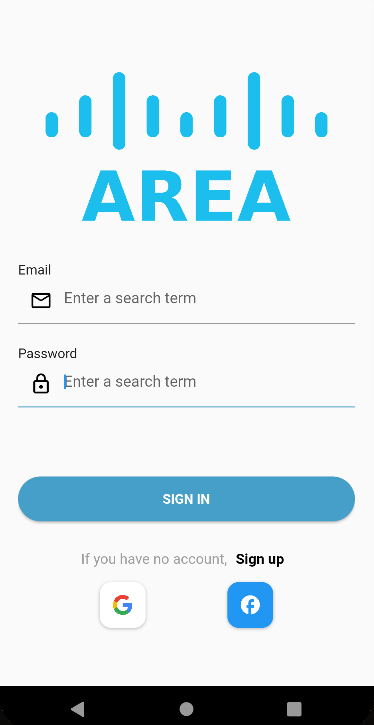 AREA
Email
Enter a search term
Password
Enter a search term
SIGN IN
If you have no account, Sign up